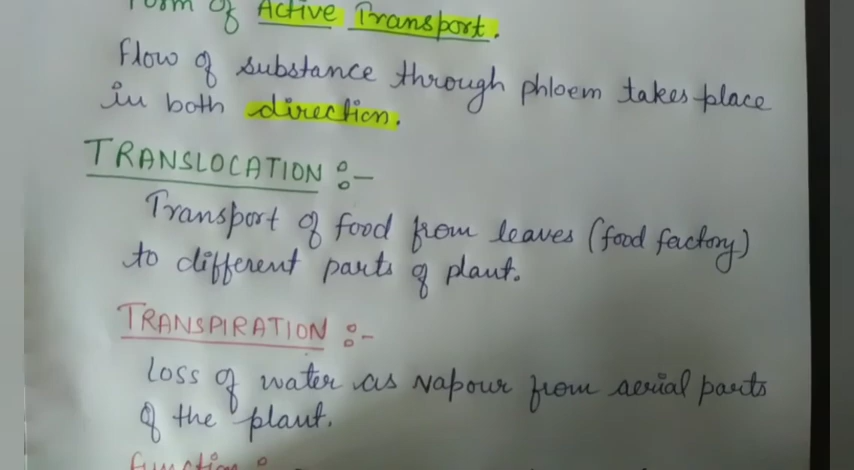 Form of Active Transport.
Flow of substance through phloem takes place
in both direction.
TRANSLOCATION :-
Transport of food from leaves (food factory)
to different parts of plant.
TRANSPIRATION :-
Loss of water as vapour from aerial parts
of the plant.
function :